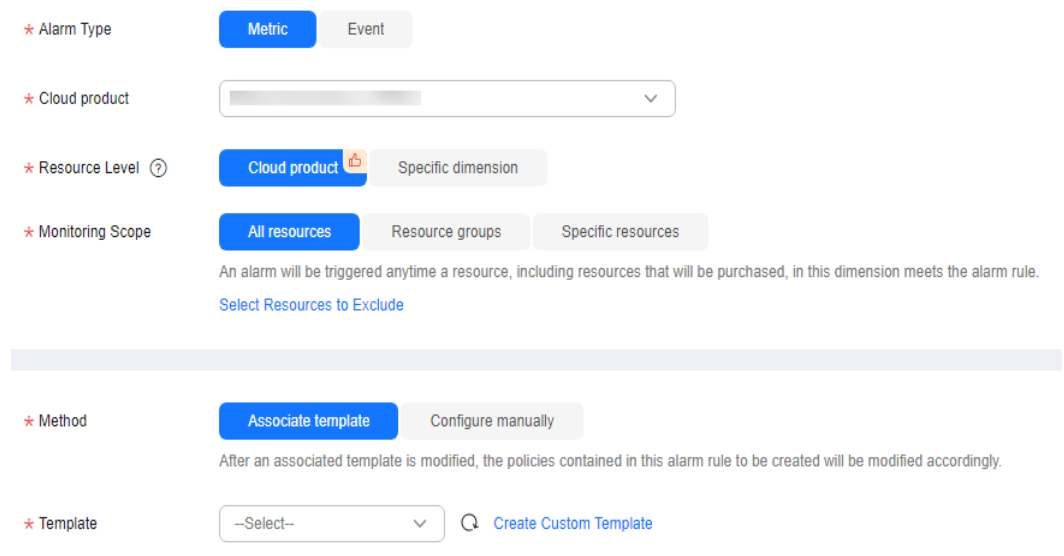 * Alarm Type Metric Event
* Cloud product
* Resource Level ? Cloud product Specific dimension
* Monitoring Scope All resources Resource groups Specific resources
An alarm will be triggered anytime a resource, including resources that will be purchased, in this dimension meets the alarm rule.
Select Resources to Exclude
* Method Associate template Configure manually
After an associated template is modified, the policies contained in this alarm rule to be created will be modified accordingly.
* Template --Select-- Create Custom Template